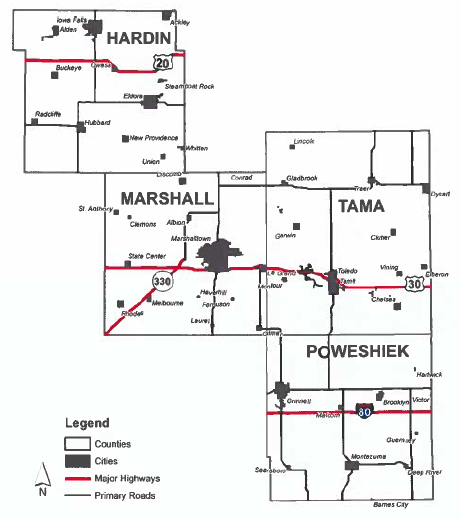 Ackley
Iowa Falls
Alden
HARDIN
20
Buckeye
Owasa
Steamboat Rock
Eldora
Radcliffe
Hubbard
New Providence
Whitten
Union
Lincoln
Liscomb
Conrad
Gladbrook
Traer
Dysart
MARSHALL
TAMA
St. Anthony
Clemons
Albion
Garwin
Clutier
Marshalltown
State Center
Le Grand
Toledo
Vining
Elberon
330
Montour
Tama
30
Haverhill
Chelsea
Rhodes
Melbourne
Ferguson
Laurel
Gilman
POWESHIEK
Hartwick
Grinnell
Brooklyn
Victor
Malcom
80
Guernsey
Montezuma
Searsboro
Deep River
Barnes City
Legend
Counties
Cities
Major Highways
Primary Roads
N